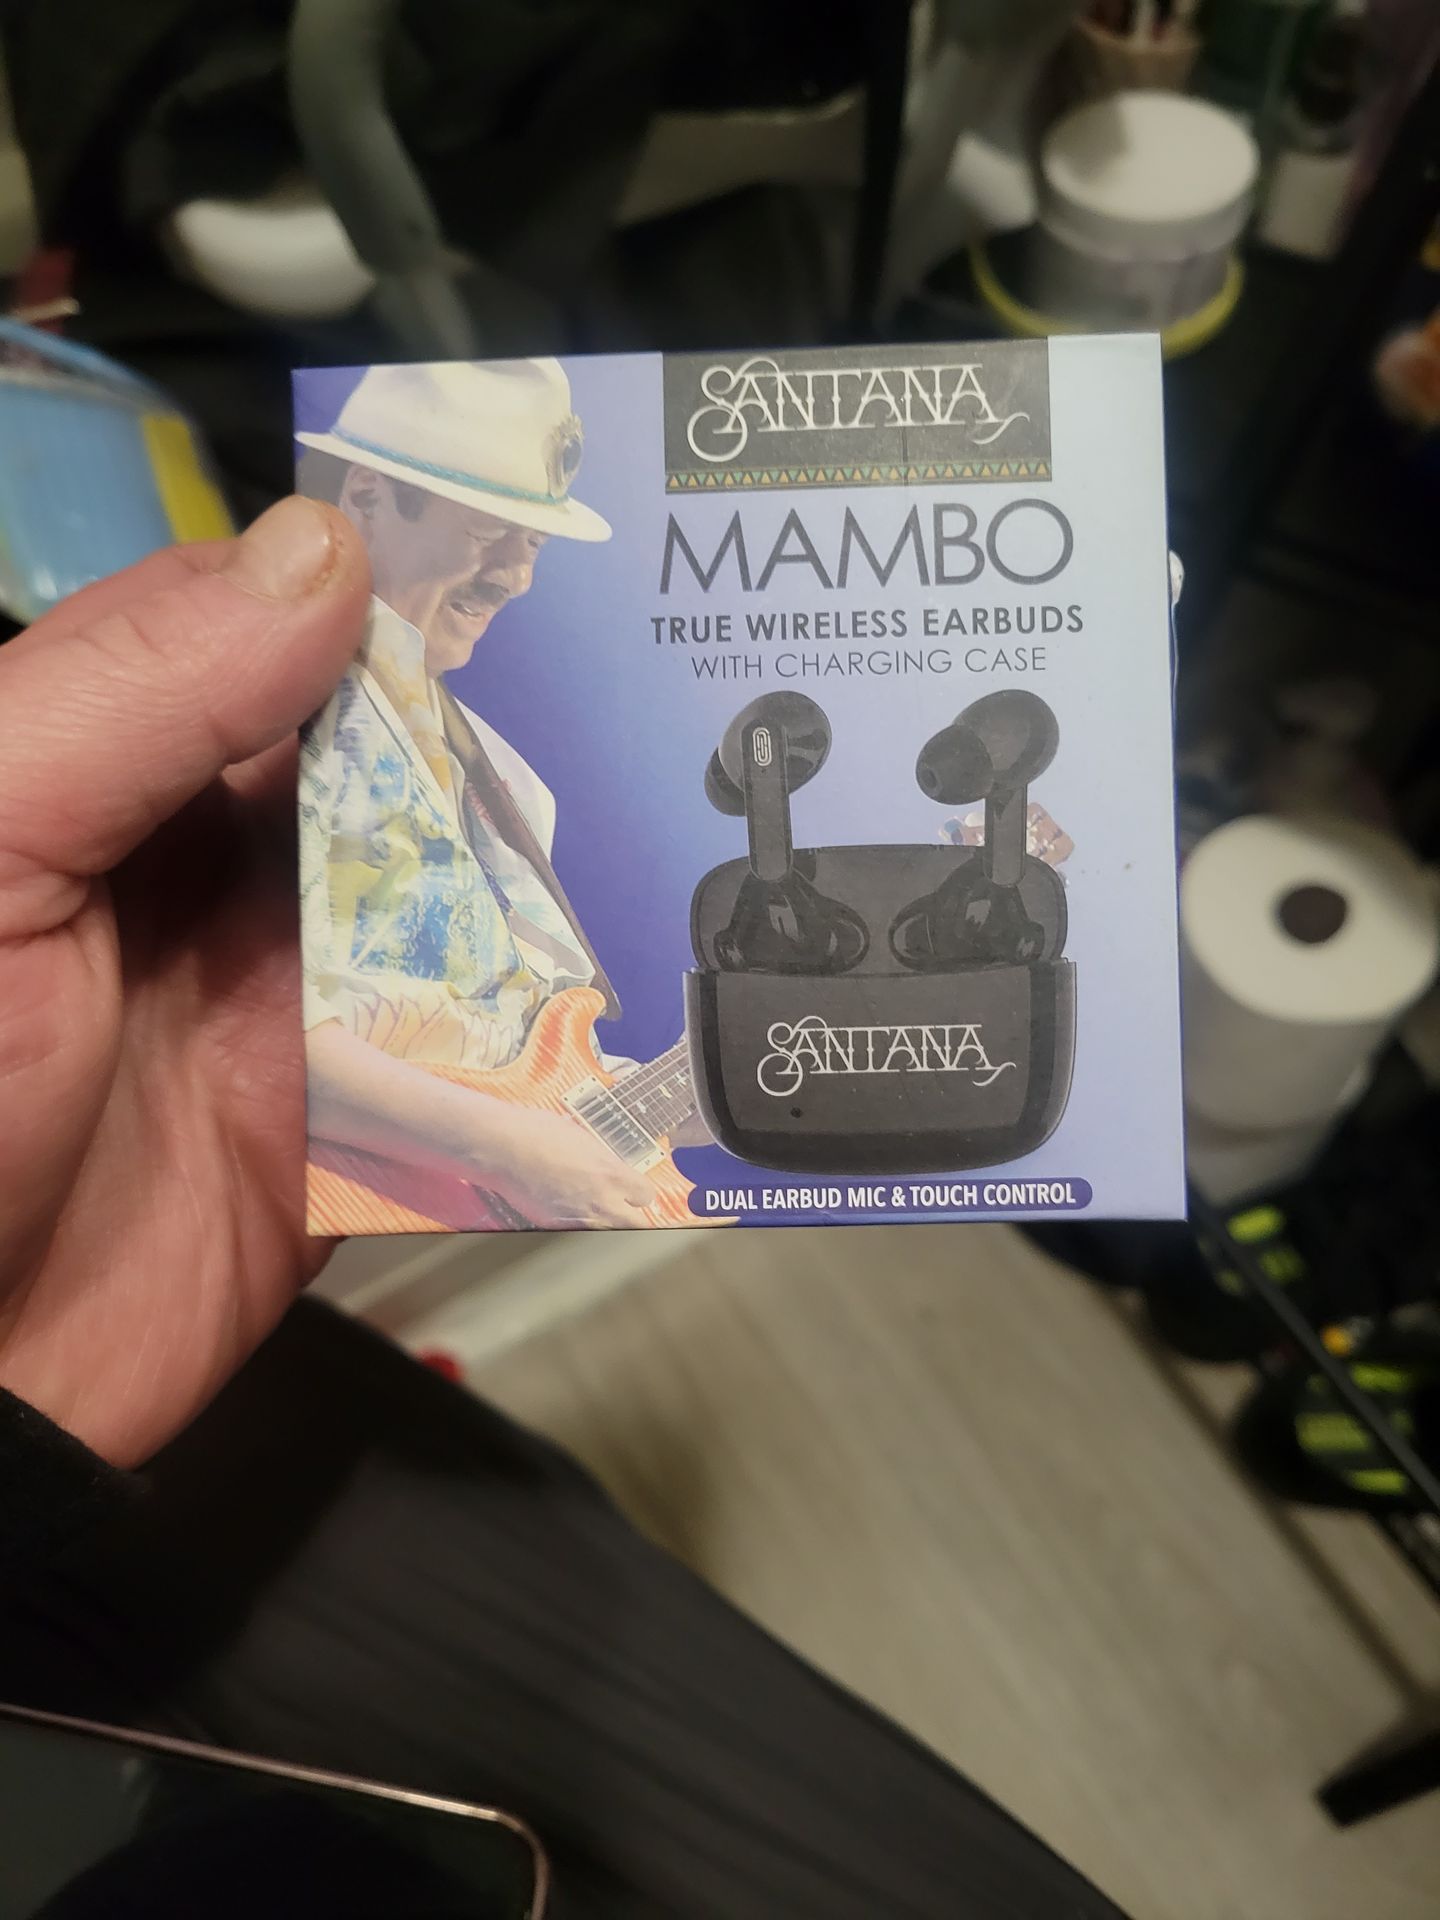 SANTANA
MAMBO
TRUE WIRELESS EARBUDS
WITH CHARGING CASE
SANTANA
DUAL EARBUD MIC & TOUCH CONTROL